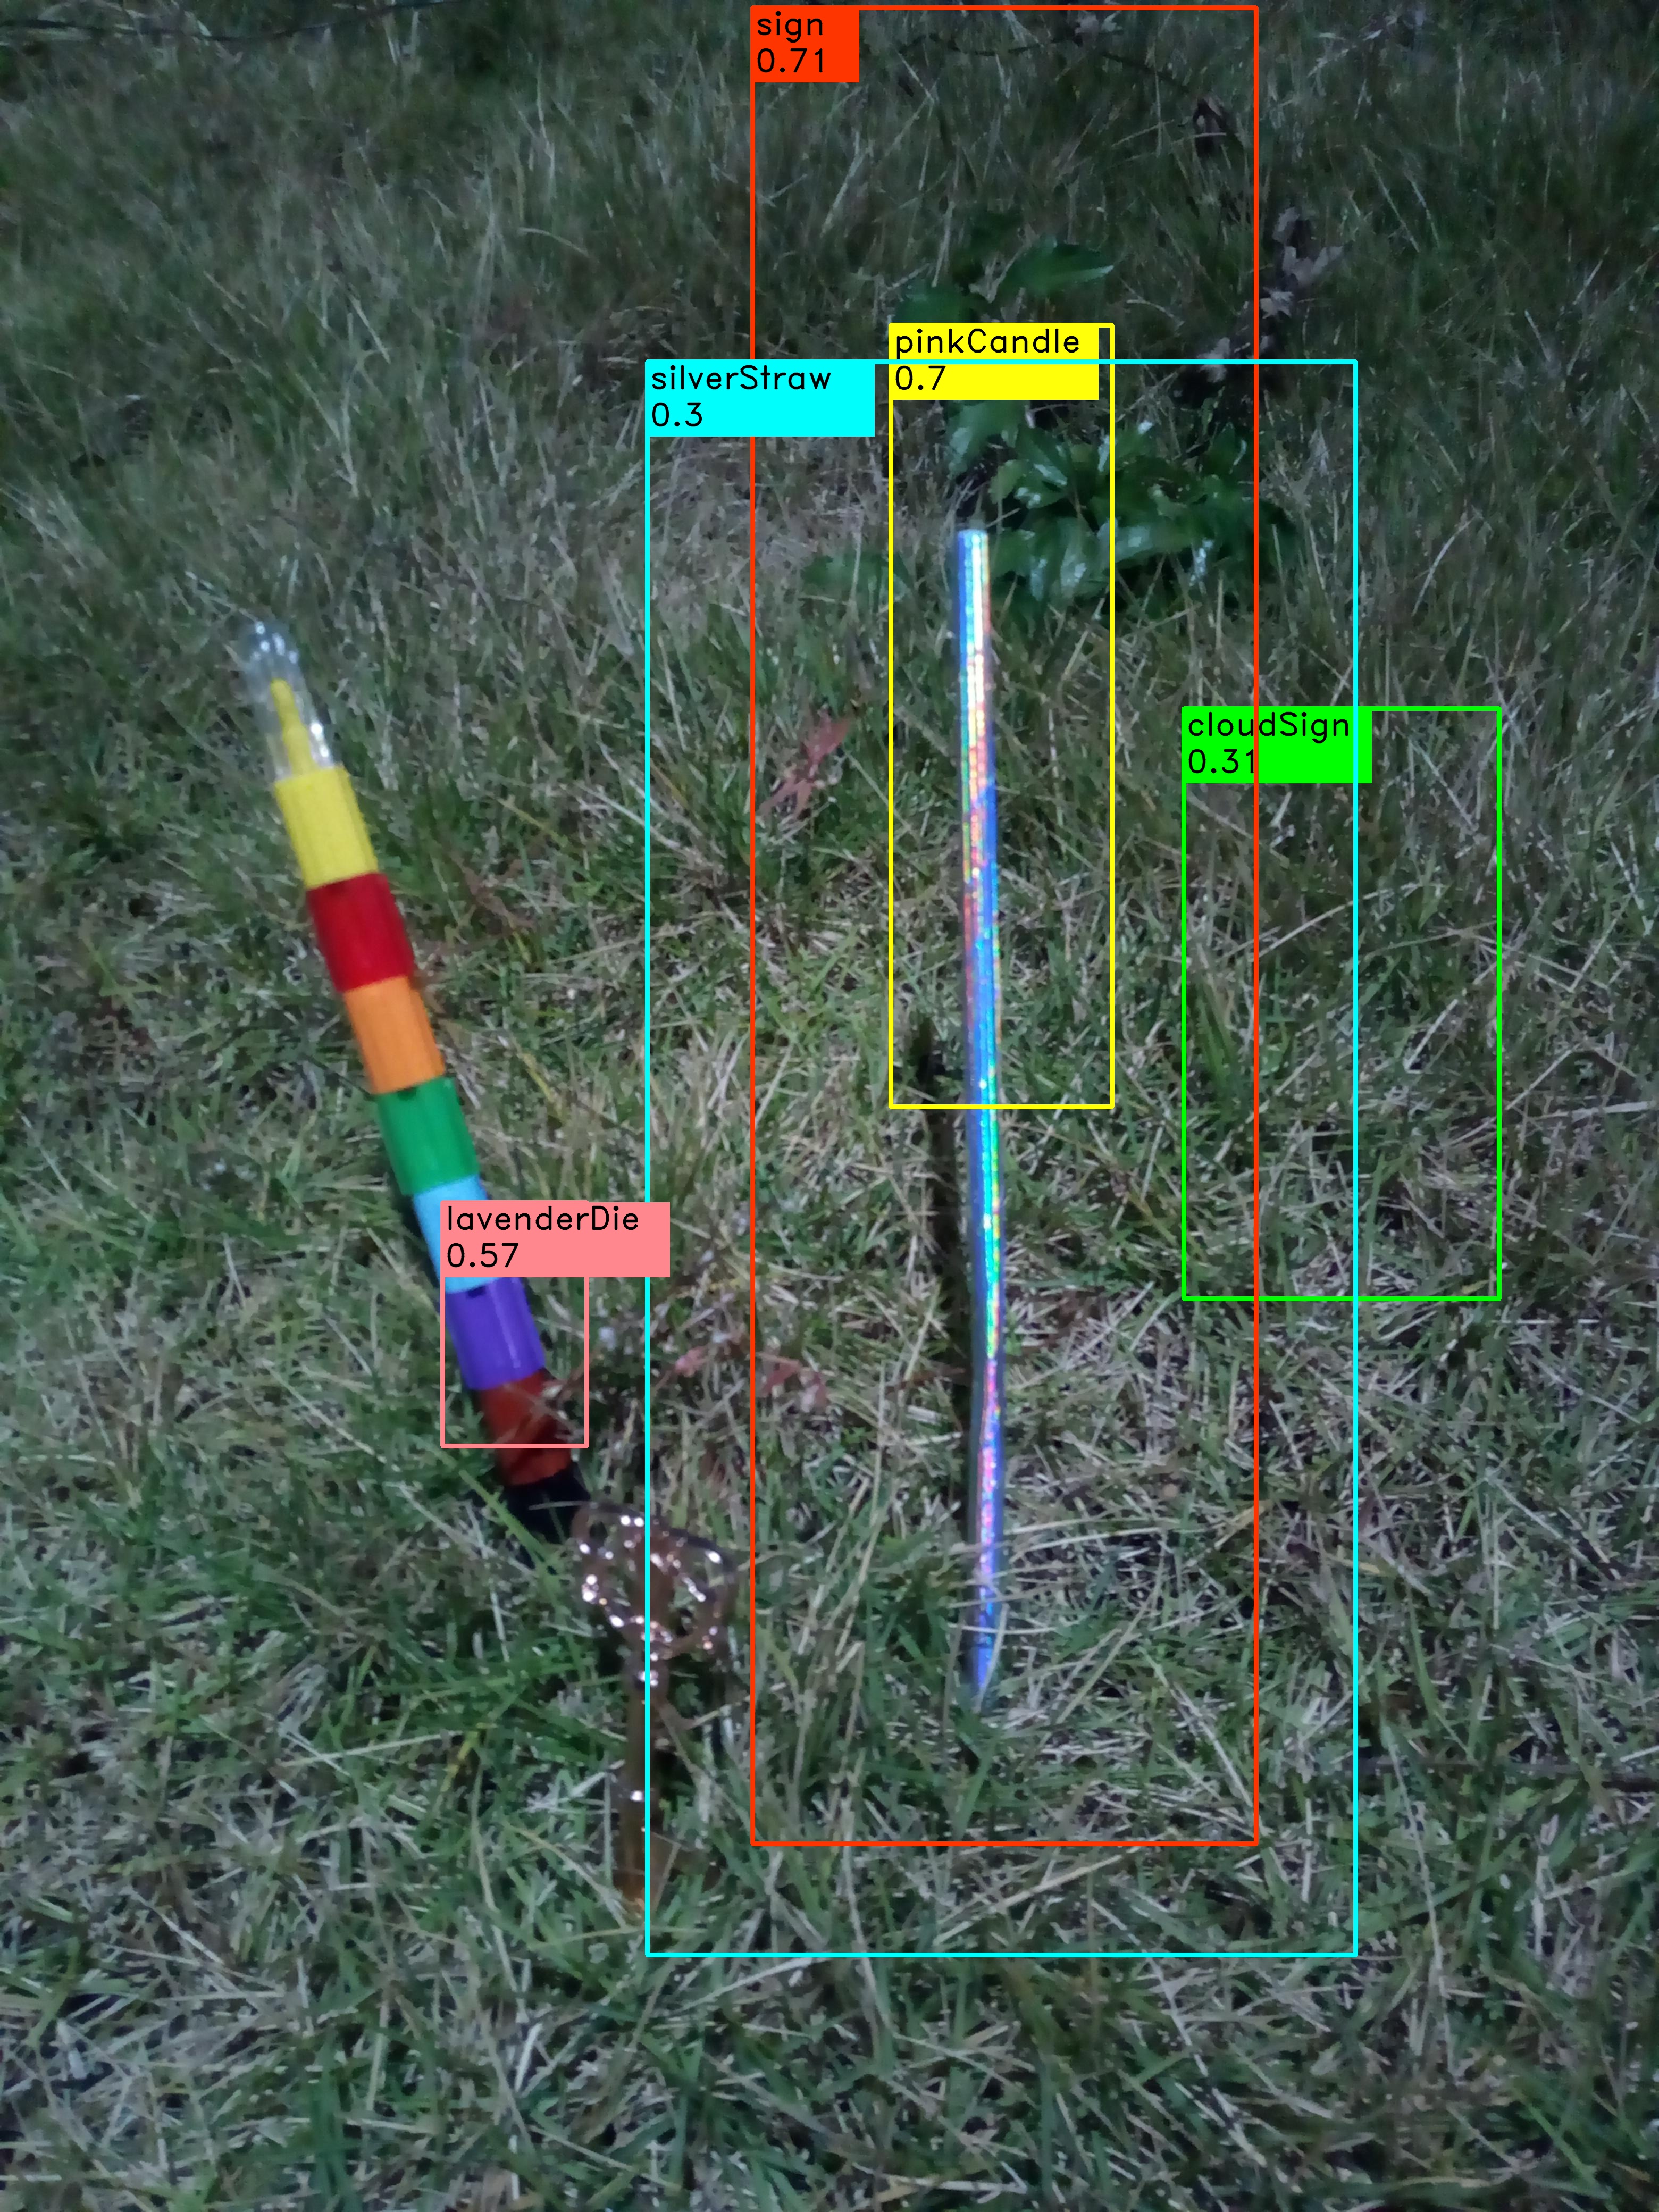 sign
0.71
pinkCandle
0.7
silverStraw
0.3
cloudSign
0.31
lavenderDie
0.57